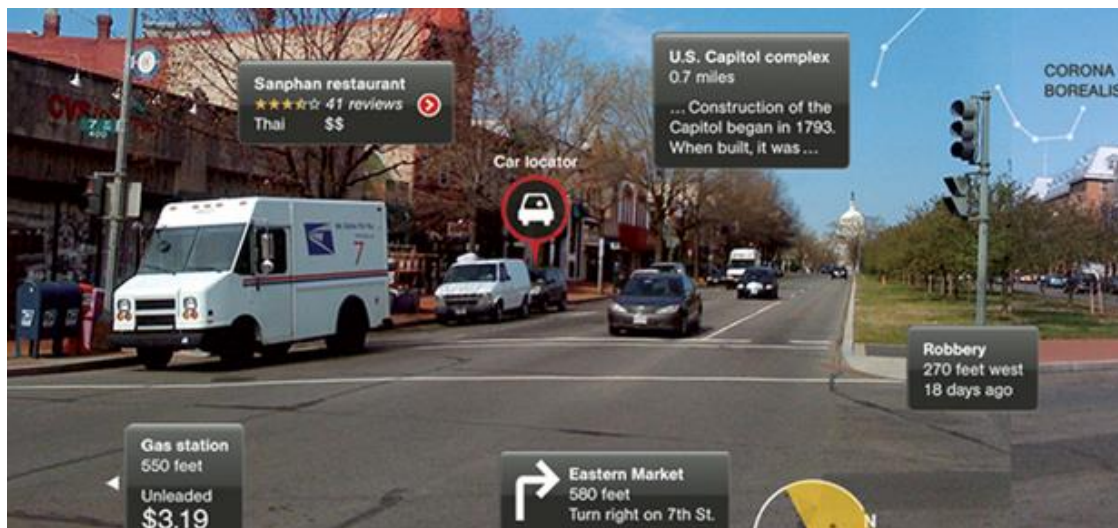 Sanphan restaurant
41 reviews
Thai $$
U.S. Capitol complex
0.7 miles
... Construction of the
Capitol began in 1793.
When built, it was ...
CORONA
BOREALIS
CVS
7
Car locator
7
Robbery
270 feet west
18 days ago
Gas station
550 feet
Unleaded
$3.19
Eastern Market
580 feet
Turn right on 7th St.
N